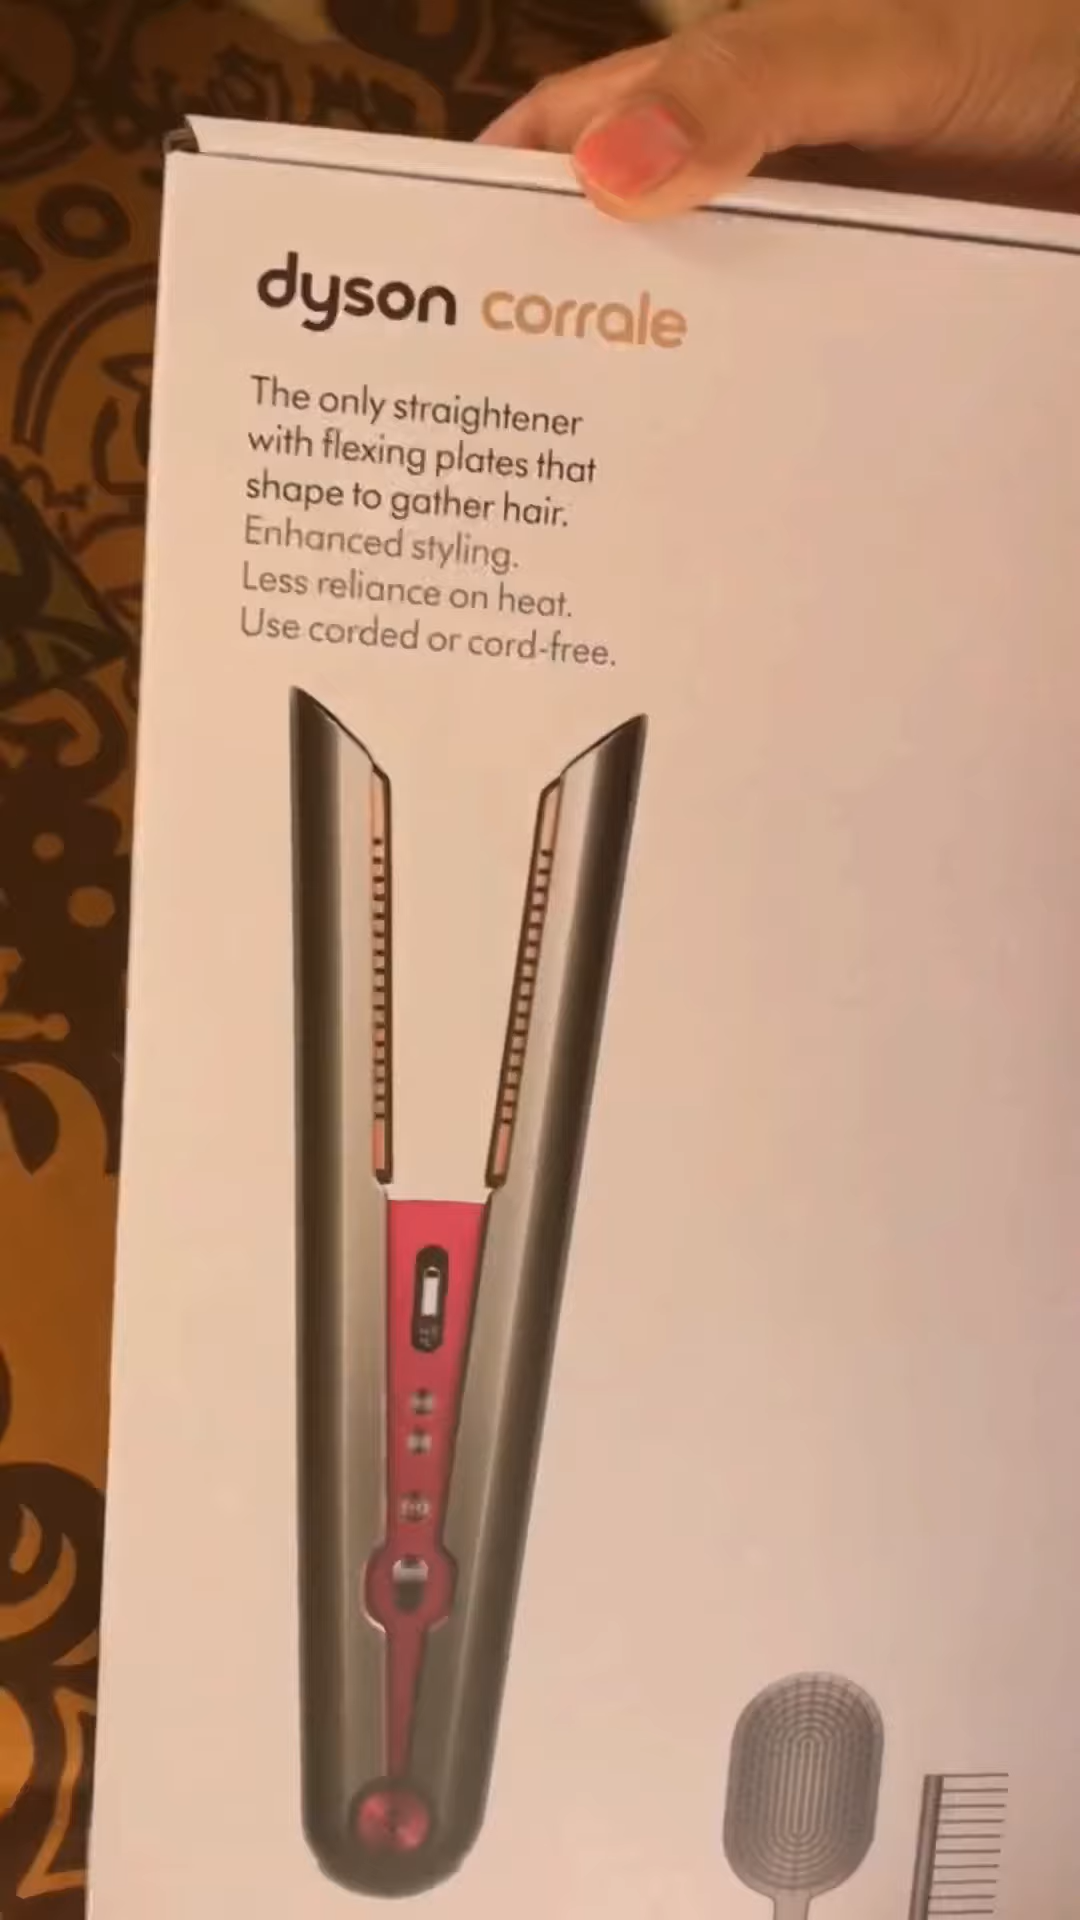 dyson corrale
The only straightener
with flexing plates that
shape to gather hair.
Enhanced styling.
Less reliance on heat.
Use corded or cord-free.